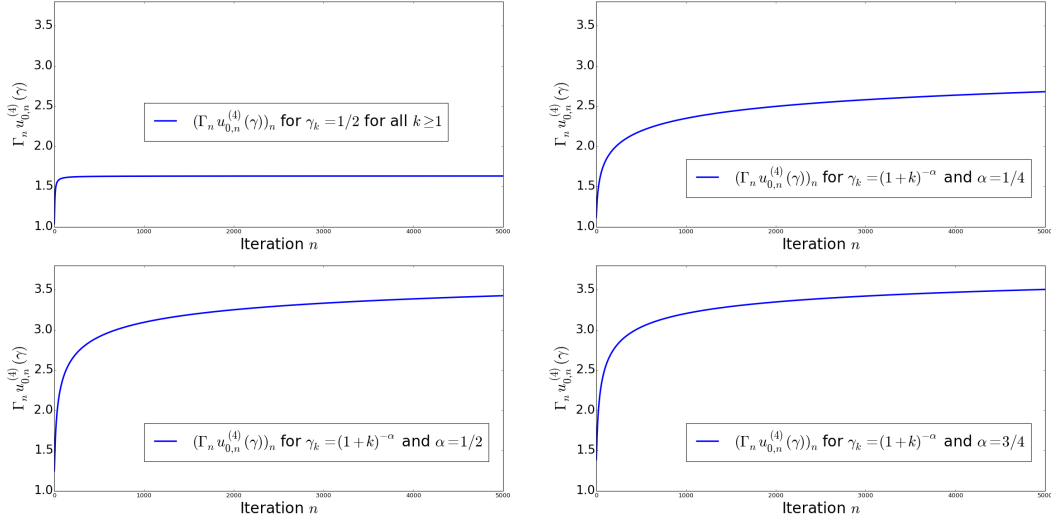 3.5
3.0
2.5
2.0
1.5
1.0
Γ_n u_{0,n}^{(4)}(γ)
(Γ_n u_{0,n}^{(4)}(γ))_n for γ_k = 1/2 for all k ≥ 1
0 1000 2000 3000 4000 5000
Iteration n
3.5
3.0
2.5
2.0
1.5
1.0
Γ_n u_{0,n}^{(4)}(γ)
(Γ_n u_{0,n}^{(4)}(γ))_n for γ_k = (1+k)^{-α} and α = 1/4
0 1000 2000 3000 4000 5000
Iteration n
3.5
3.0
2.5
2.0
1.5
1.0
Γ_n u_{0,n}^{(4)}(γ)
(Γ_n u_{0,n}^{(4)}(γ))_n for γ_k = (1+k)^{-α} and α = 1/2
0 1000 2000 3000 4000 5000
Iteration n
3.5
3.0
2.5
2.0
1.5
1.0
Γ_n u_{0,n}^{(4)}(γ)
(Γ_n u_{0,n}^{(4)}(γ))_n for γ_k = (1+k)^{-α} and α = 3/4
0 1000 2000 3000 4000 5000
Iteration n